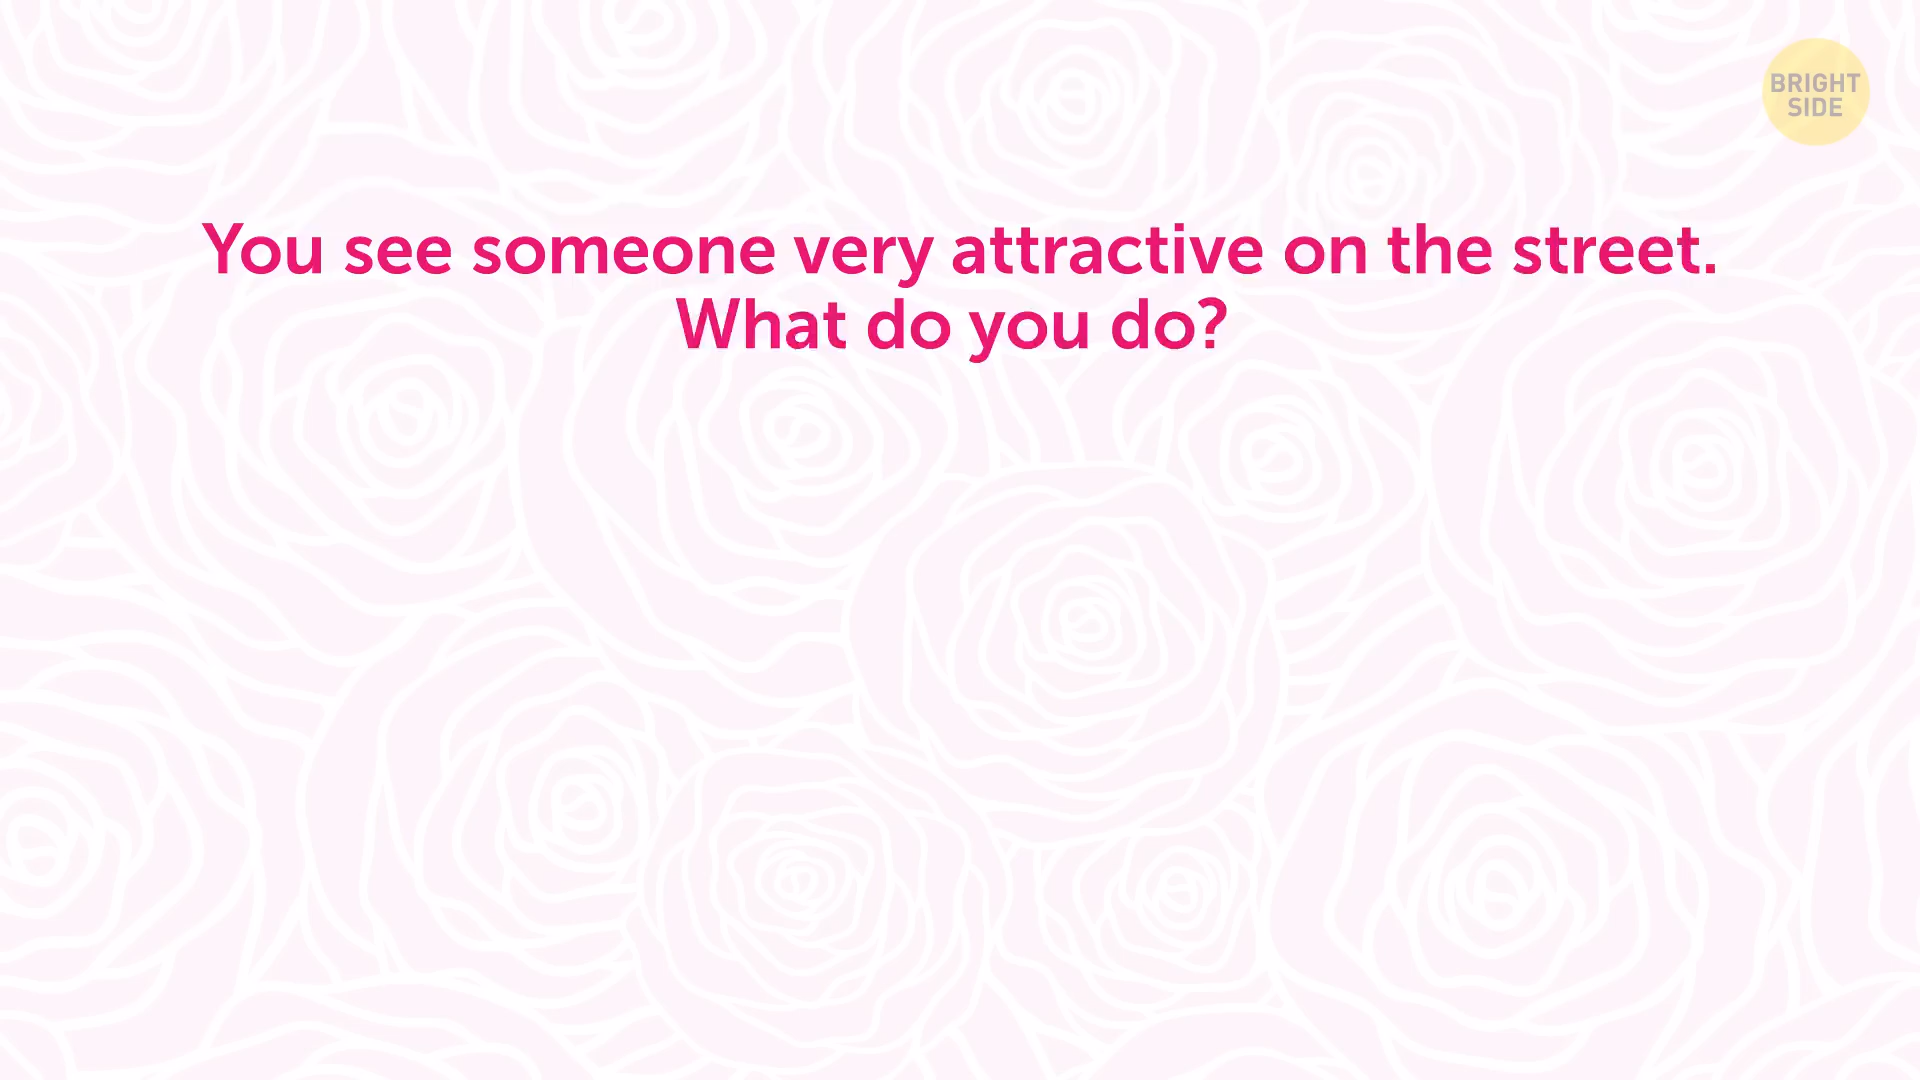 BRIGHT
SIDE
You see someone very attractive on the street.
What do you do?